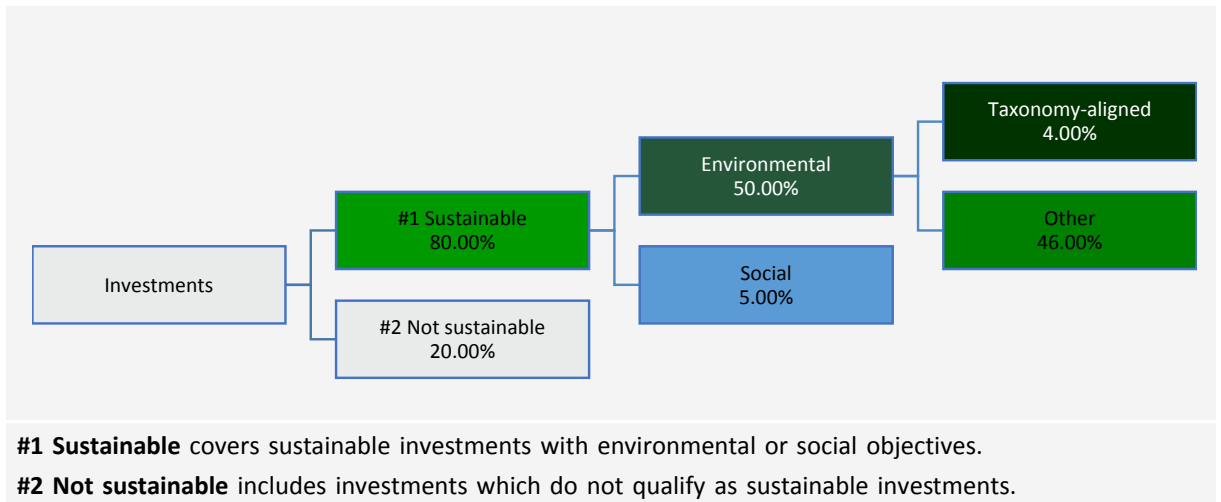 Taxonomy-aligned
4.00%
Environmental
50.00%
#1 Sustainable
80.00%
Other
46.00%
Investments
Social
5.00%
#2 Not sustainable
20.00%
#1 Sustainable covers sustainable investments with environmental or social objectives.
#2 Not sustainable includes investments which do not qualify as sustainable investments.